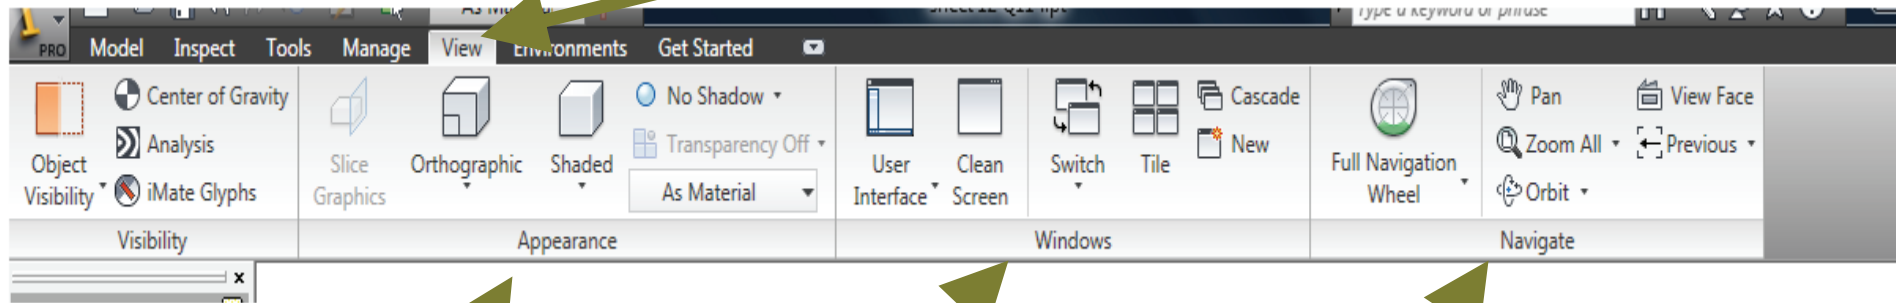 PRO Model Inspect Tools Manage View Environments Get Started
Center of Gravity
Analysis
iMate Glyphs
Object
Visibility
Visibility
Slice
Graphics
Orthographic
Shaded
No Shadow
Transparency Off
As Material
Appearance
User
Interface
Clean
Screen
Switch
Tile
Cascade
New
Windows
Full Navigation
Wheel
Pan
Zoom All
Orbit
View Face
Previous
Navigate